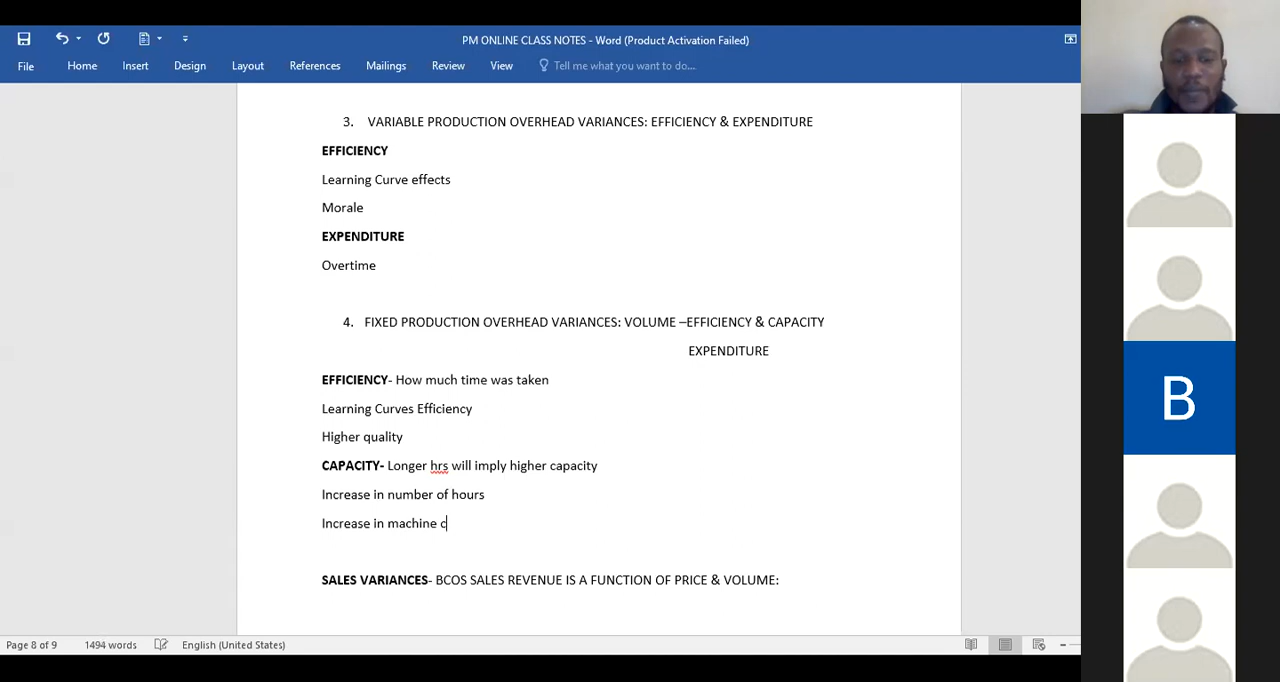 PM ONLINE CLASS NOTES - Word (Product Activation Failed)
File Home Insert Design Layout References Mailings Review View Tell me what you want to do...
3. VARIABLE PRODUCTION OVERHEAD VARIANCES: EFFICIENCY & EXPENDITURE
EFFICIENCY
Learning Curve effects
Morale
EXPENDITURE
Overtime
4. FIXED PRODUCTION OVERHEAD VARIANCES: VOLUME –EFFICIENCY & CAPACITY
EXPENDITURE
EFFICIENCY- How much time was taken
Learning Curves Efficiency
Higher quality
CAPACITY- Longer hrs will imply higher capacity
Increase in number of hours
Increase in machine c
SALES VARIANCES- BCOS SALES REVENUE IS A FUNCTION OF PRICE & VOLUME:
Page 8 of 9 1494 words English (United States)
B